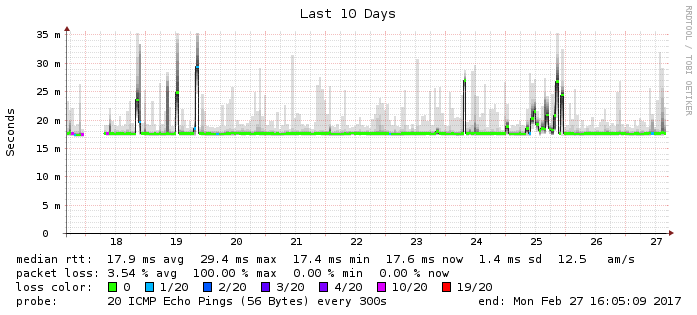 Last 10 Days
RRDTOOL / TOBI OETIKER
Seconds
35 m
30 m
25 m
20 m
15 m
10 m
5 m
0
18 19 20 21 22 23 24 25 26 27
median rtt: 17.9 ms avg 29.4 ms max 17.4 ms min 17.6 ms now 1.4 ms sd 12.5 am/s
packet loss: 3.54 % avg 100.00 % max 0.00 % min 0.00 % now
loss color: 0 1/20 2/20 3/20 4/20 10/20 19/20
probe: 20 ICMP Echo Pings (56 Bytes) every 300s end: Mon Feb 27 16:05:09 2017